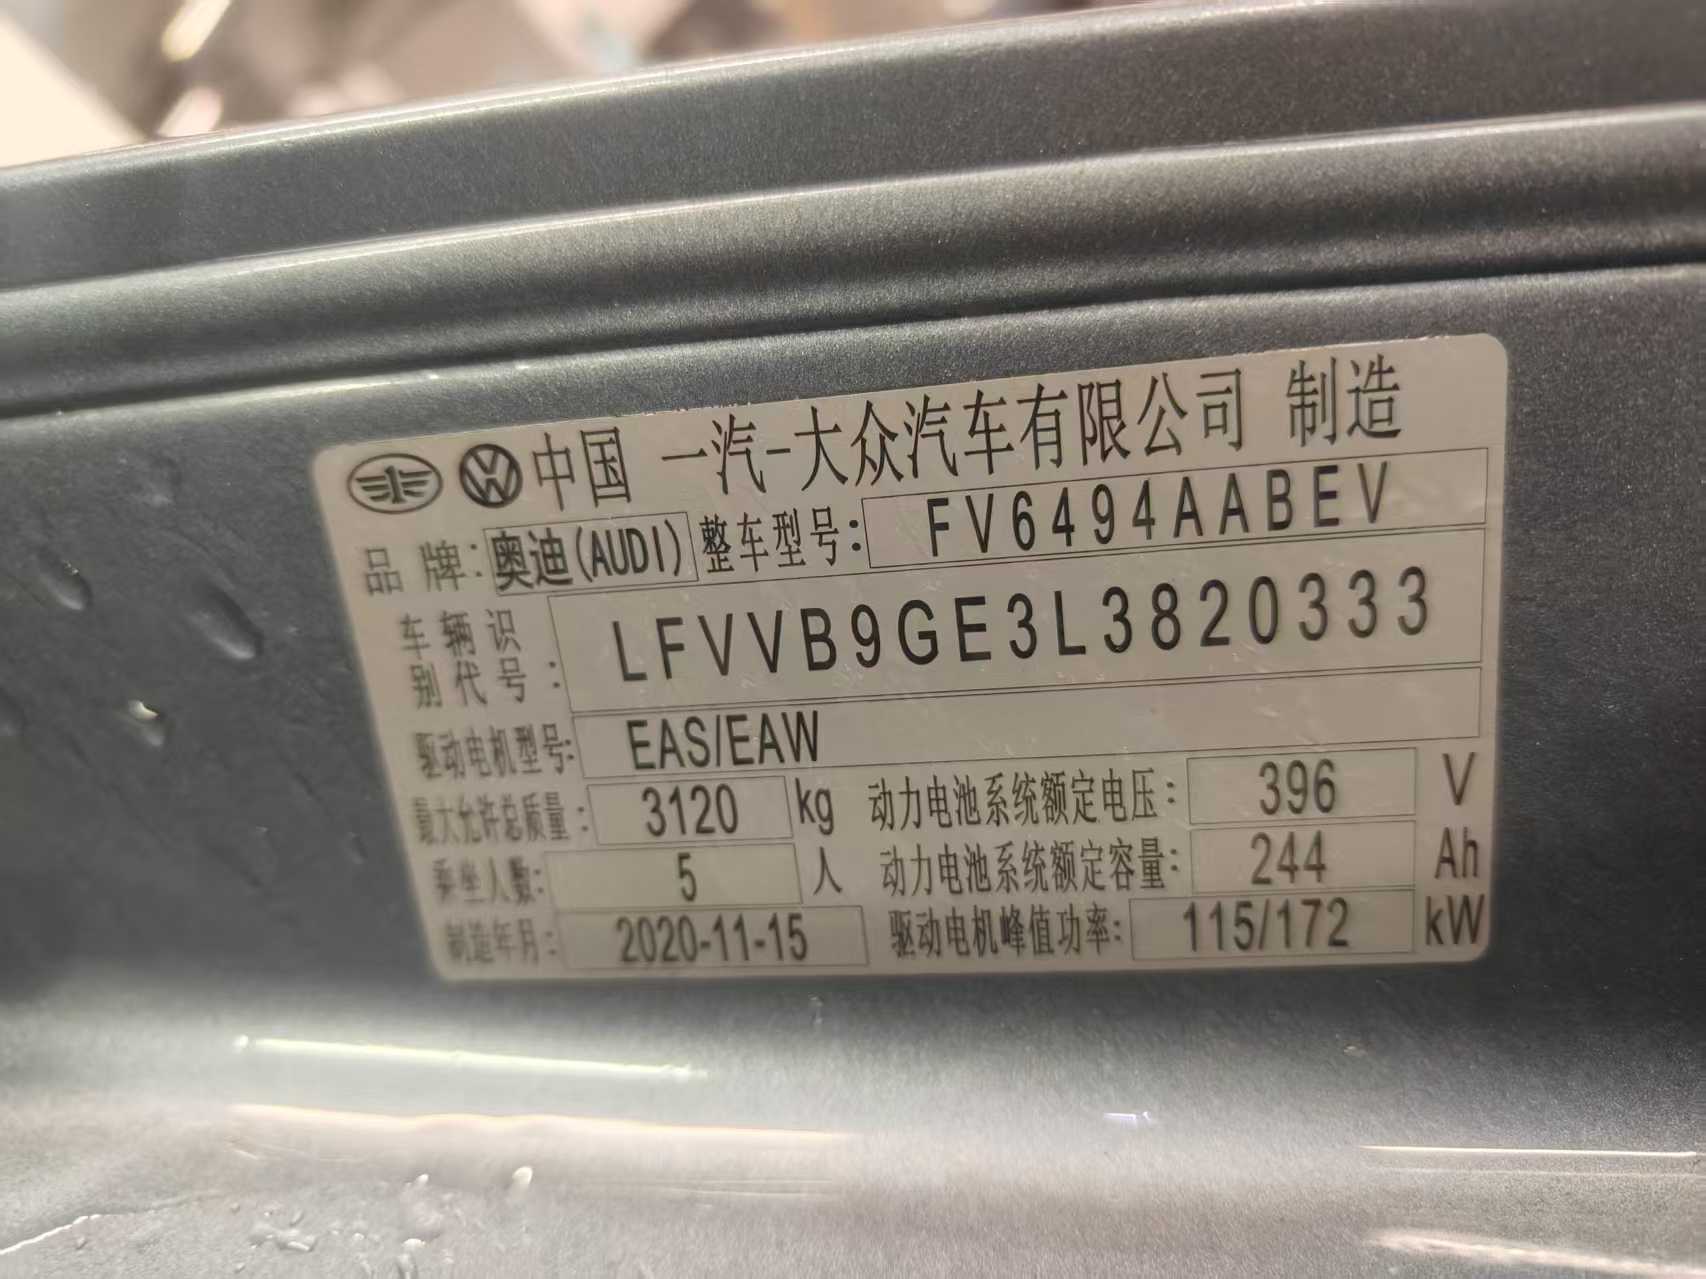 中国 一汽-大众汽车有限公司 制造
品牌: 奥迪(AUDI) 整车型号: FV6494AABEV
车辆识别代号: LFVVB9GE3L3820333
驱动电机型号: EAS/EAW
最大允许总质量: 3120 kg 动力电池系统额定电压: 396 V
乘坐人数: 5 人 动力电池系统额定容量: 244 Ah
制造年月: 2020-11-15 驱动电机峰值功率: 115/172 kW